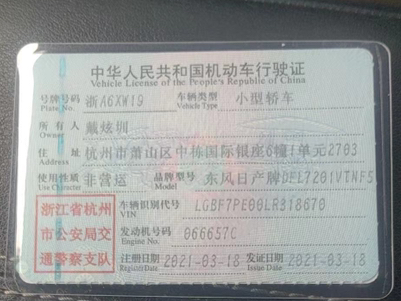 中华人民共和国机动车行驶证
Vehicle License of the People's Republic of China
号牌号码 浙A6XW19 车辆类型 小型轿车
Plate No. Vehicle Type
所有人 戴炫圳
Owner
住址 杭州市萧山区中栋国际银座6幢1单元2703
Address
使用性质 非营运 品牌型号 东风日产牌DFL7201VTNF5
Use Character Model
浙江省杭州
市公安局交
通警察支队
车辆识别代号 LGBF7PE00LR318670
VIN
发动机号码 066657C
Engine No.
注册日期 2021-03-18 发证日期 2021-03-18
Register Date Issue Date